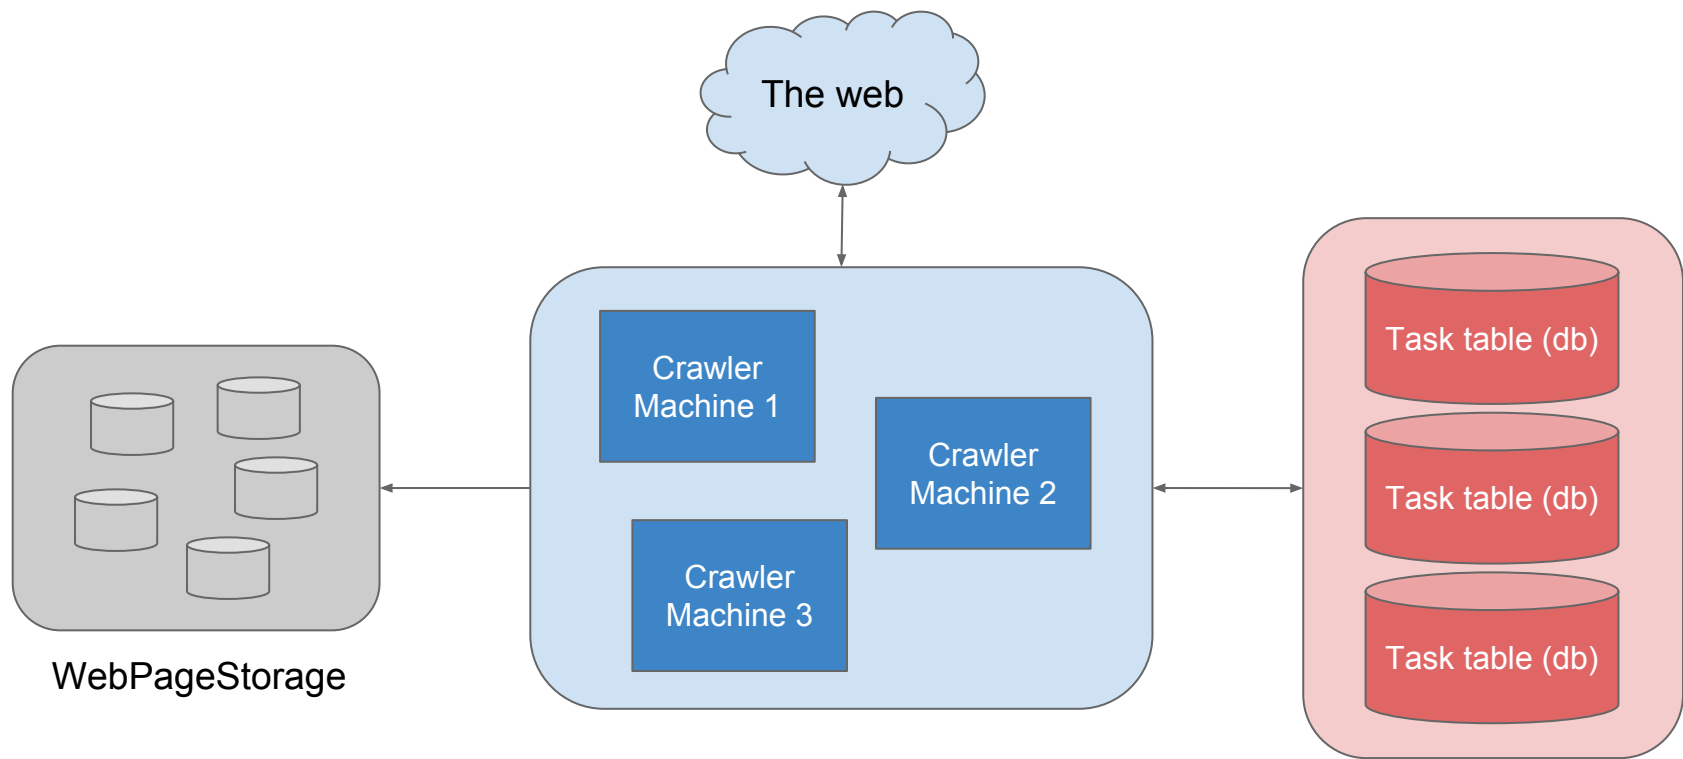 The web
Crawler
Machine 1
Crawler
Machine 2
Crawler
Machine 3
WebPageStorage
Task table (db)
Task table (db)
Task table (db)